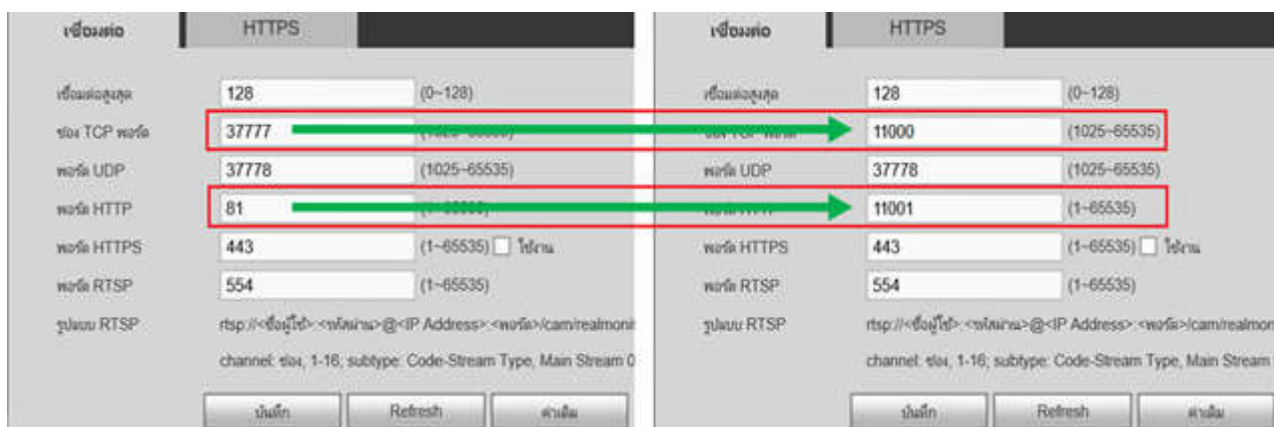 เชื่อมต่อ HTTPS
เชื่อมต่อสูงสุด 128 (0~128)
ช่อง TCP พอร์ต 37777
พอร์ต UDP 37778 (1025~65535)
พอร์ต HTTP 81
พอร์ต HTTPS 443 (1~65535) ใช้งาน
พอร์ต RTSP 554 (1~65535)
รูปแบบ RTSP rtsp://<ชื่อผู้ใช้>:<รหัสผ่าน>@<IP Address>:<พอร์ต>/cam/realmonit
channel: ช่อง, 1-16; subtype: Code-Stream Type, Main Stream 0
บันทึก Refresh ค่าเดิม
เชื่อมต่อ HTTPS
เชื่อมต่อสูงสุด 128 (0~128)
11000 (1025~65535)
พอร์ต UDP 37778 (1025~65535)
11001 (1~65535)
พอร์ต HTTPS 443 (1~65535) ใช้งาน
พอร์ต RTSP 554 (1~65535)
รูปแบบ RTSP rtsp://<ชื่อผู้ใช้>:<รหัสผ่าน>@<IP Address>:<พอร์ต>/cam/realmon
channel: ช่อง, 1-16; subtype: Code-Stream Type, Main Stream
บันทึก Refresh ค่าเดิม